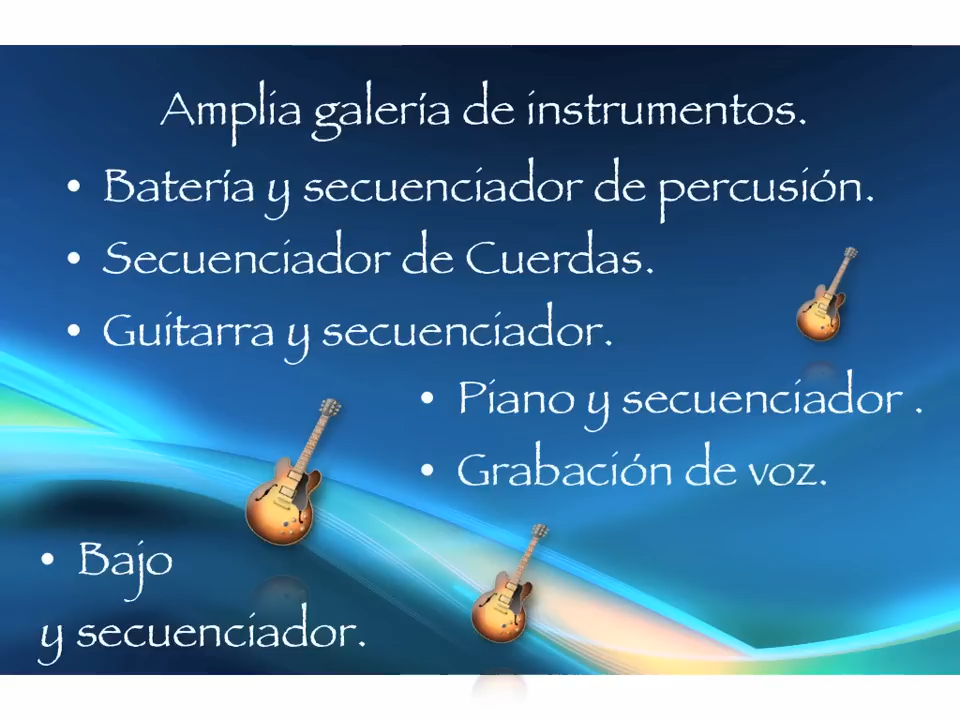 Amplia galería de instrumentos.
• Batería y secuenciador de percusión.
• Secuenciador de Cuerdas.
• Guitarra y secuenciador.
• Piano y secuenciador .
• Grabación de voz.
• Bajo
y secuenciador.